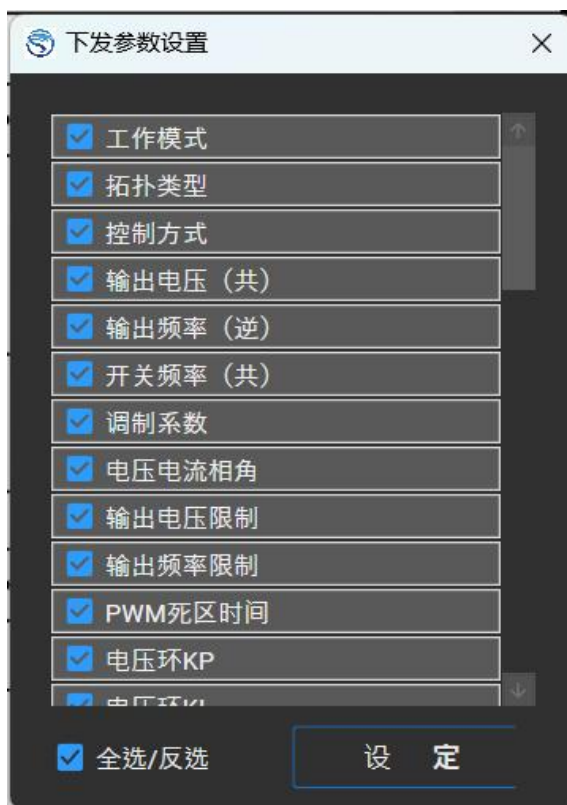 下发参数设置
工作模式
拓扑类型
控制方式
输出电压（共）
输出频率（逆）
开关频率（共）
调制系数
电压电流相角
输出电压限制
输出频率限制
PWM死区时间
电压环KP
全选/反选
设 定